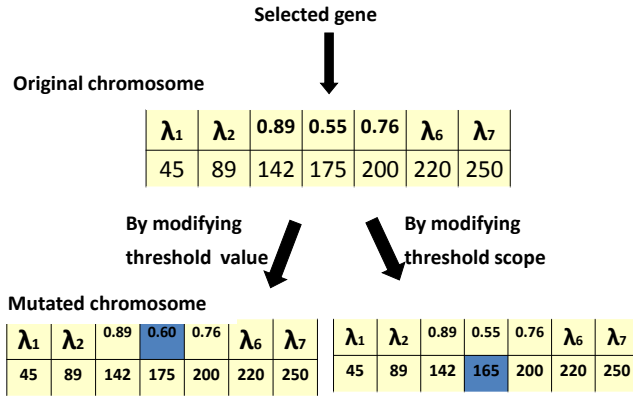 Selected gene
Original chromosome
λ1 λ2 0.89 0.55 0.76 λ6 λ7
45 89 142 175 200 220 250
By modifying threshold value
By modifying threshold scope
Mutated chromosome
λ1 λ2 0.89 0.60 0.76 λ6 λ7
45 89 142 175 200 220 250
λ1 λ2 0.89 0.55 0.76 λ6 λ7
45 89 142 165 200 220 250